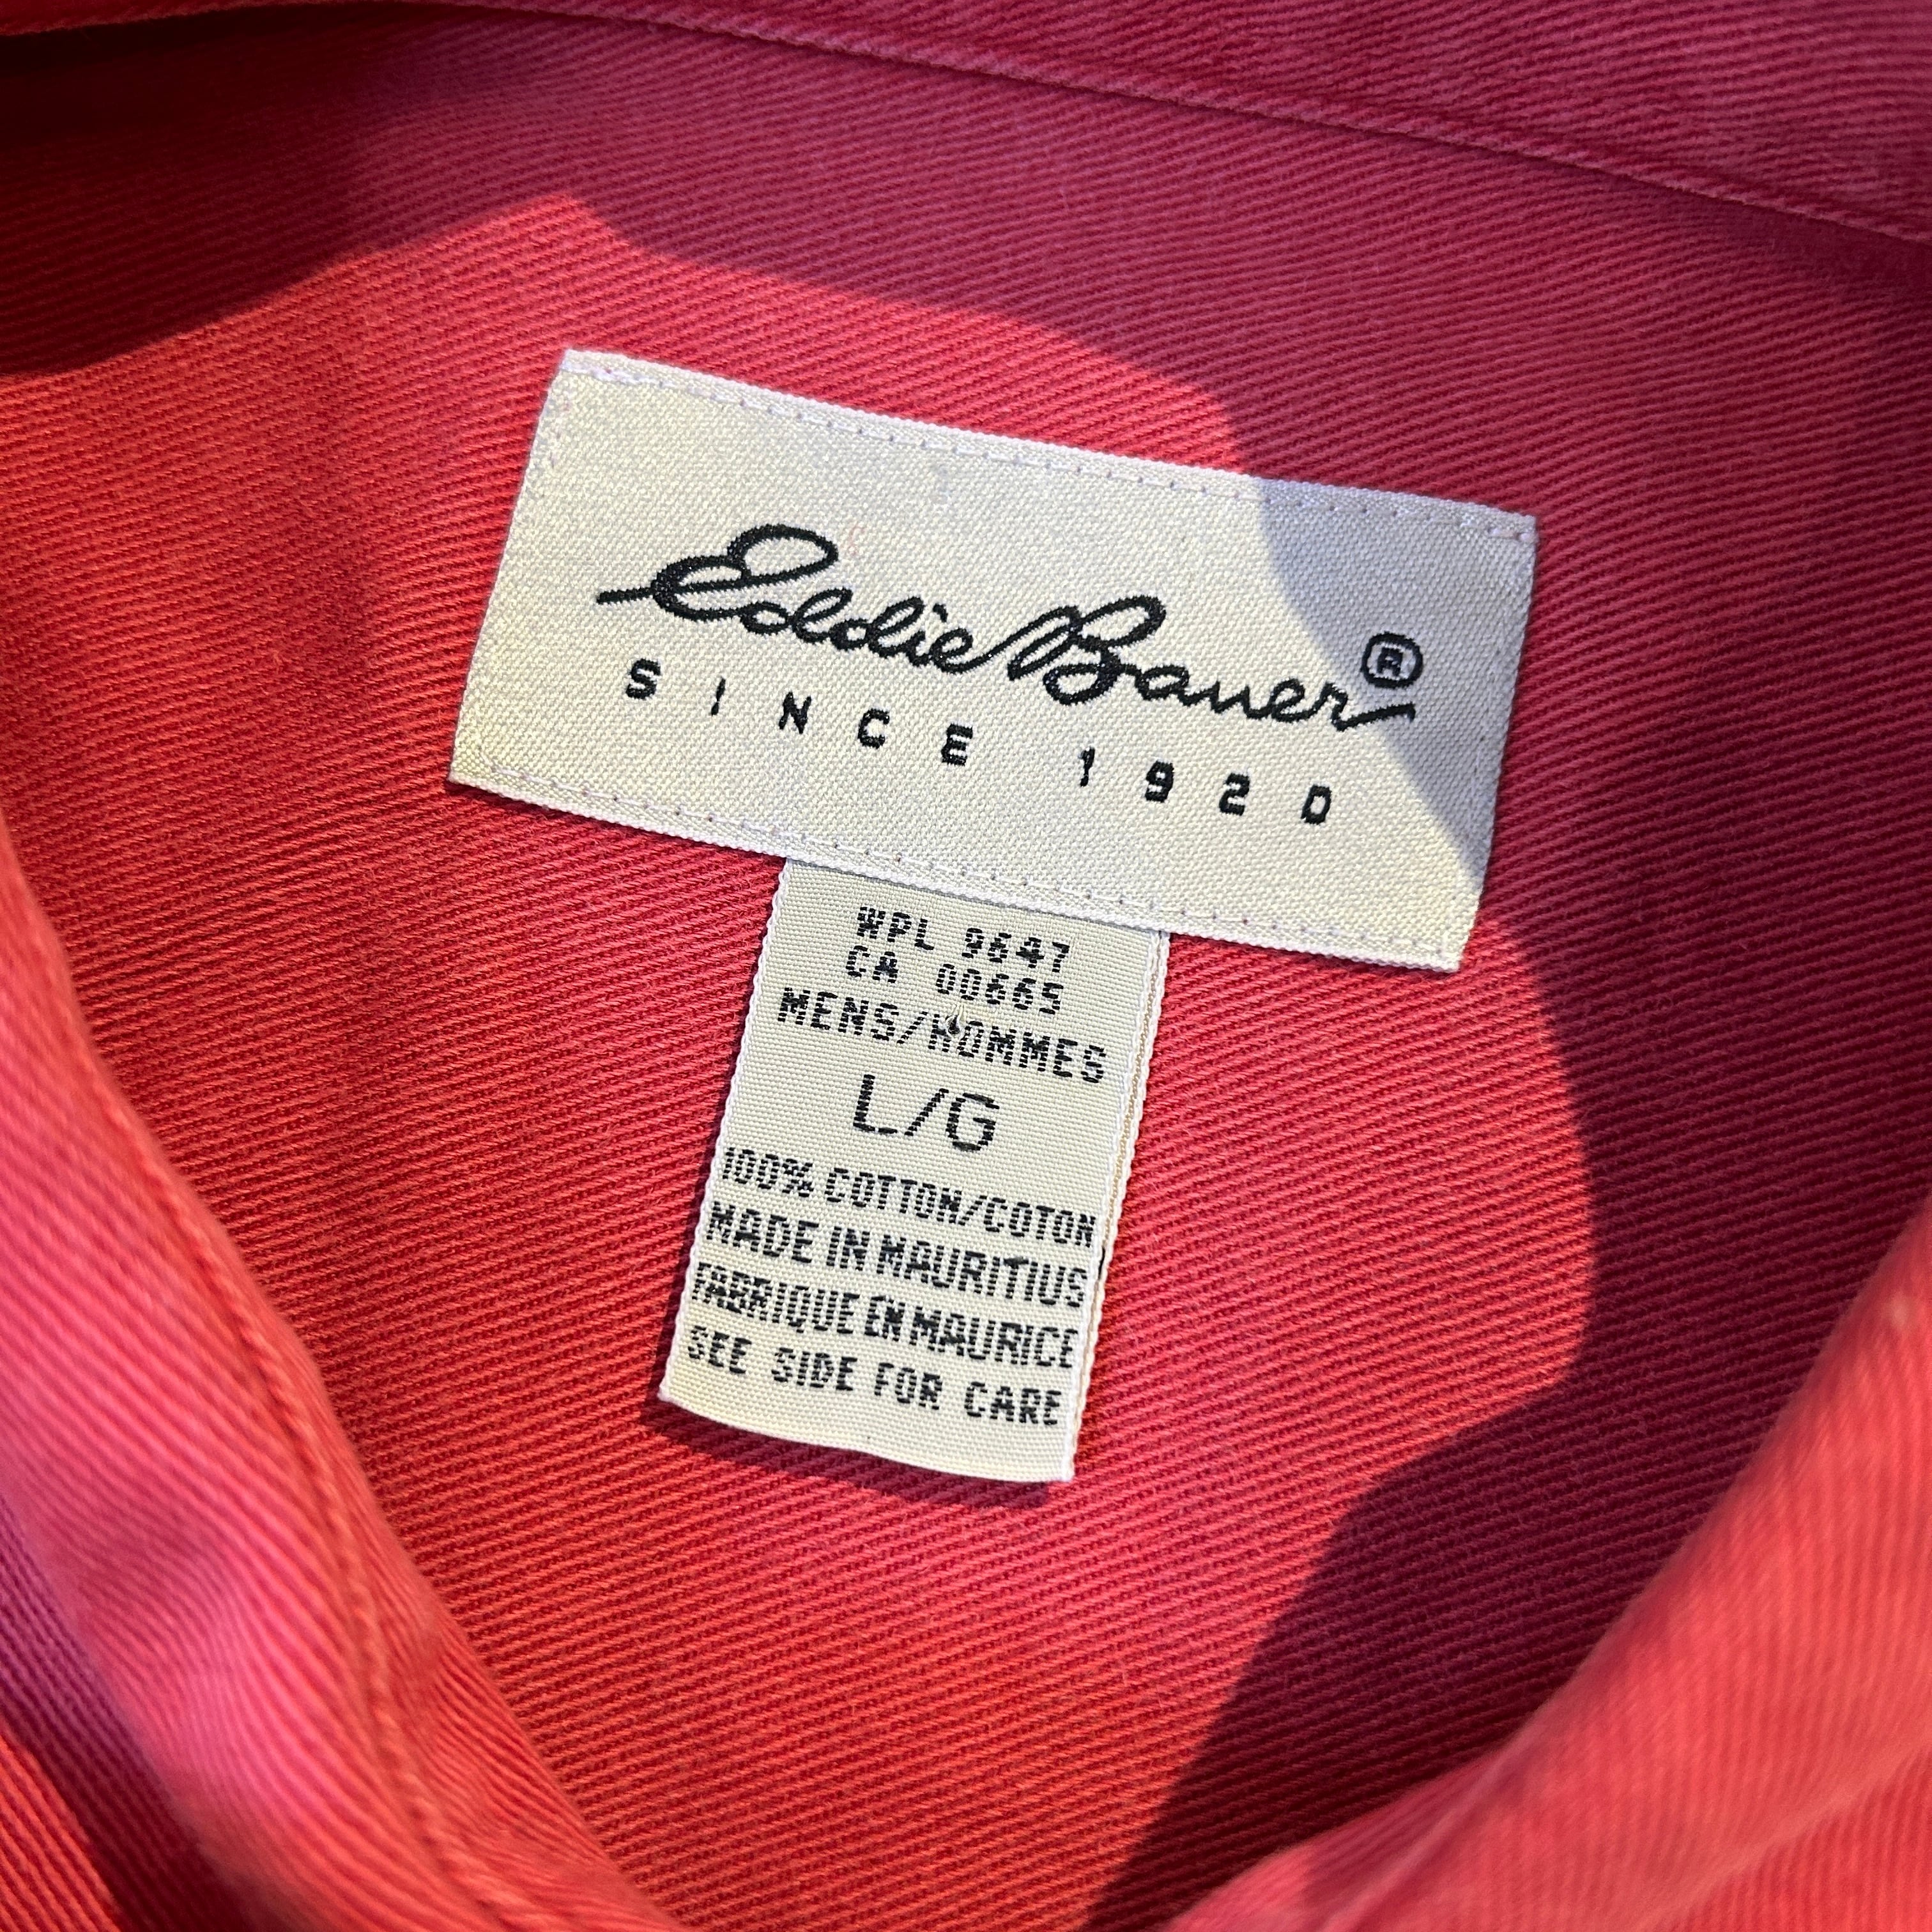 Eddie Bauer®
SINCE 1920
WPL 9647
CA 00665
MENS/HOMMES
L/G
100% COTTON/COTON
MADE IN MAURITIUS
FABRIQUE EN MAURICE
SEE SIDE FOR CARE